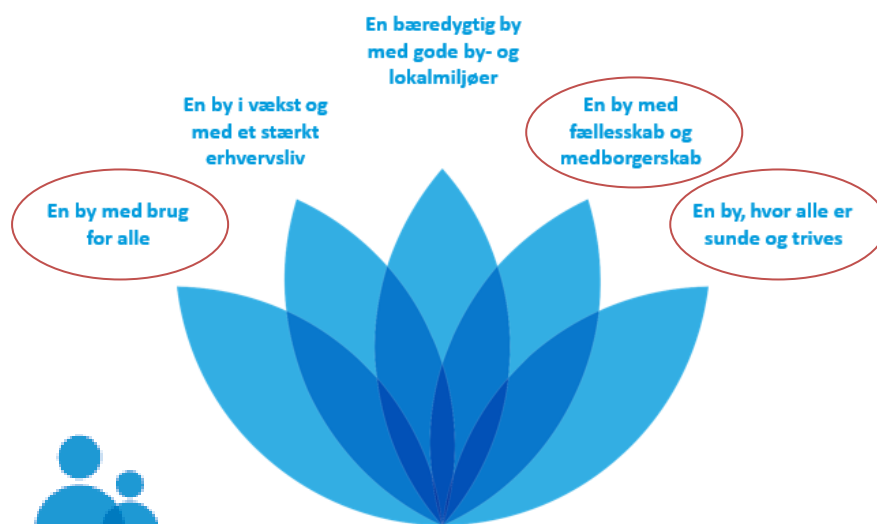 En bæredygtig by
med gode by- og
lokalmiljøer
En by i vækst og
med et stærkt
erhvervsliv
En by med
fællesskab og
medborgerskab
En by med brug
for alle
En by, hvor alle er
sunde og trives